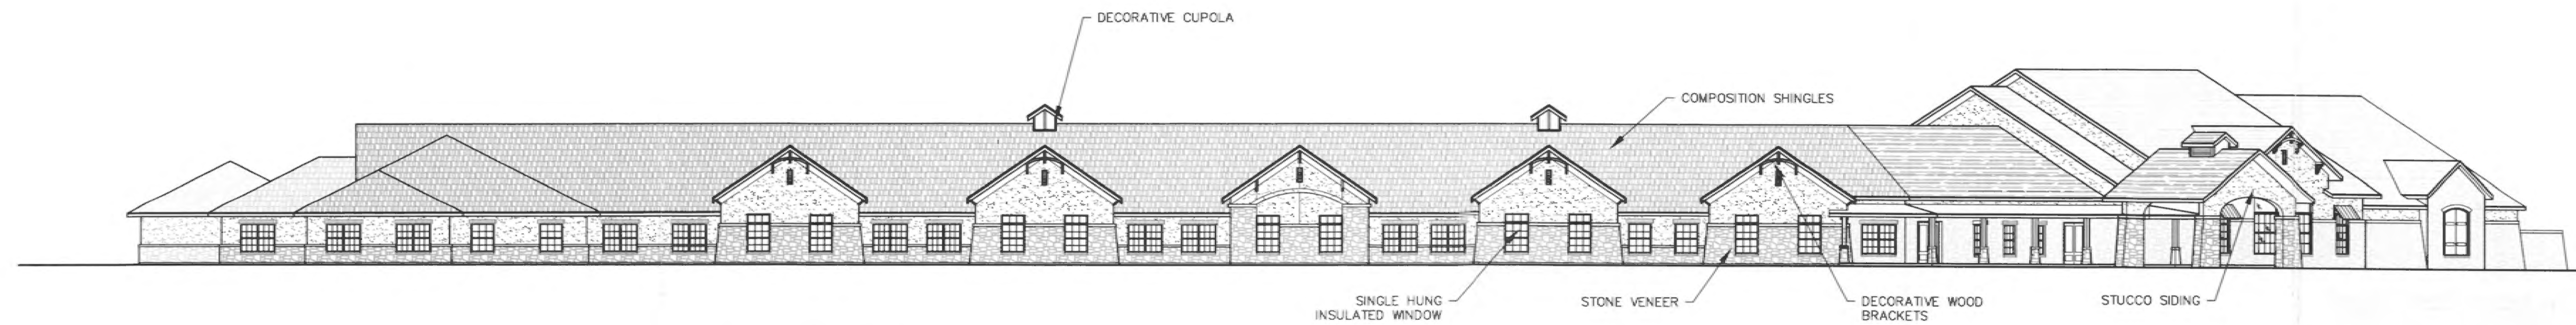 DECORATIVE CUPOLA
COMPOSITION SHINGLES
SINGLE HUNG
INSULATED WINDOW
STONE VENEER
DECORATIVE WOOD
BRACKETS
STUCCO SIDING